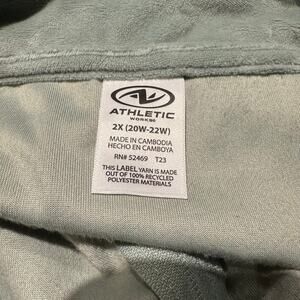 ATHLETIC
WORKS®
2X (20W-22W)
MADE IN CAMBODIA
HECHO EN CAMBOYA
RN# 52469 T23
THIS LABEL YARN IS MADE
OUT OF 100% RECYCLED
POLYESTER MATERIALS